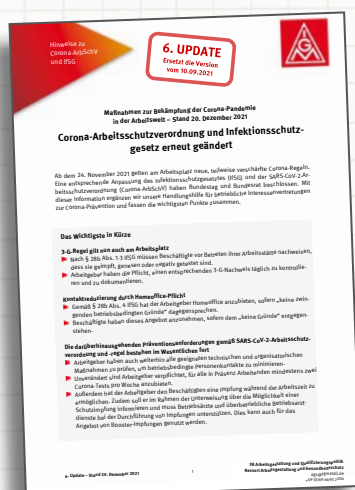 Hinweise zu
Corona-ArbSchV
und IfSG
6. UPDATE
Ersetzt die Version
vom 10.09.2021
IGM
Maßnahmen zur Bekämpfung der Corona-Pandemie
in der Arbeitswelt – Stand 20. Dezember 2021
Corona-Arbeitsschutzverordnung und Infektionsschutz-
gesetz erneut geändert
Ab dem 24. November 2021 gelten am Arbeitsplatz neue, teilweise verschärfte Corona-Regeln.
Eine entsprechende Anpassung des Infektionsschutzgesetzes (IfSG) und der SARS-CoV-2-Ar-
beitsschutzverordnung (Corona-ArbSchV) haben Bundestag und Bundesrat beschlossen. Mit
dieser Information ergänzen wir unsere Handlungshilfe für betriebliche Interessenvertretungen
zur Corona-Prävention und fassen die wichtigsten Punkte zusammen.
Das Wichtigste in Kürze
3-G-Regel gilt nun auch am Arbeitsplatz
Nach § 28b Abs. 1-3 IfSG müssen Beschäftigte vor Betreten ihrer Arbeitsstätte nachweisen,
dass sie geimpft, genesen oder negativ getestet sind.
Arbeitgeber haben die Pflicht, einen entsprechenden 3-G-Nachweis täglich zu kontrollie-
ren und zu dokumentieren.
Kontaktreduzierung durch Homeoffice-Pflicht
Gemäß § 28b Abs. 4 IfSG hat der Arbeitgeber Homeoffice anzubieten, sofern „keine zwin-
genden betriebsbedingten Gründe“ dagegensprechen.
Beschäftigte haben dieses Angebot anzunehmen, sofern dem „keine Gründe“ entgegen-
stehen.
Die darüberhinausgehenden Präventionsanforderungen gemäß SARS-CoV-2-Arbeitsschutz-
verordnung und -regel bestehen im Wesentlichen fort
Arbeitgeber haben auch weiterhin alle geeigneten technischen und organisatorischen
Maßnahmen zu prüfen, um betriebsbedingte Personenkontakte zu minimieren.
Unverändert sind Arbeitgeber verpflichtet, für alle in Präsenz Arbeitenden mindestens zwei
Corona-Tests pro Woche anzubieten.
Außerdem hat der Arbeitgeber den Beschäftigten eine Impfung während der Arbeitszeit zu
ermöglichen. Zudem soll er im Rahmen der Unterweisung über die Möglichkeit einer
Schutzimpfung informieren und muss Betriebsärzte und überbetriebliche Betriebsarzt-
dienste bei der Durchführung von Impfungen unterstützen. Dies kann auch für das
Angebot von Booster-Impfungen genutzt werden.
6. Update – Stand 20. Dezember 2021
1
FB Arbeitsgestaltung und Qualifizierungspolitik
Ressort Arbeitsgestaltung und Gesundheitsschutz